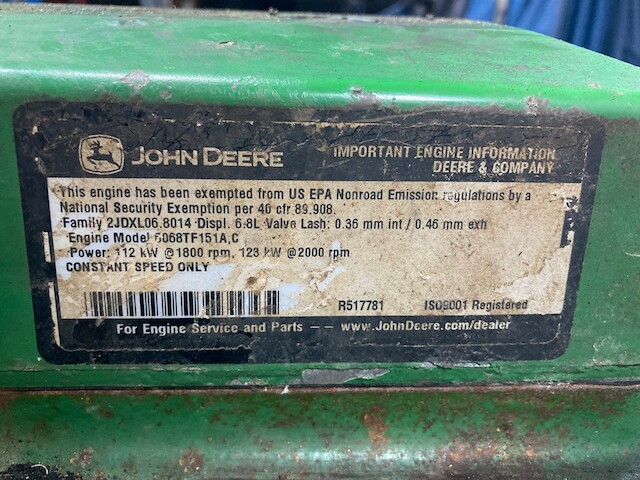 JOHN DEERE
IMPORTANT ENGINE INFORMATION
DEERE & COMPANY
This engine has been exempted from US EPA Nonroad Emission regulations by a
National Security Exemption per 40 cfr 89.908.
Family 2JDXL06.8014 Displ. 6.8L Valve Lash: 0.36 mm int / 0.46 mm exh
Engine Model 6068TF151A,C
Power: 112 kW @1800 rpm, 123 kW @2000 rpm
CONSTANT SPEED ONLY
R517781 ISO9001 Registered
For Engine Service and Parts -- www.JohnDeere.com/dealer